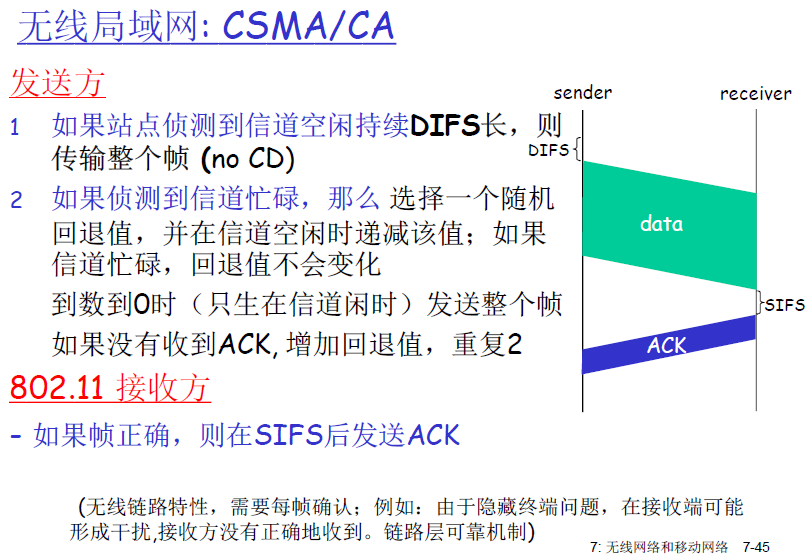 无线局域网: CSMA/CA
发送方
1 如果站点侦测到信道空闲持续DIFS长，则
传输整个帧 (no CD)
2 如果侦测到信道忙碌，那么 选择一个随机
回退值，并在信道空闲时递减该值；如果
信道忙碌，回退值不会变化
到数到0时（只生在信道闲时）发送整个帧
如果没有收到ACK, 增加回退值，重复2
802.11 接收方
- 如果帧正确，则在SIFS后发送ACK
sender
receiver
DIFS
data
SIFS
ACK
(无线链路特性，需要每帧确认；例如：由于隐藏终端问题，在接收端可能
形成干扰,接收方没有正确地收到。链路层可靠机制)
7: 无线网络和移动网络 7-45